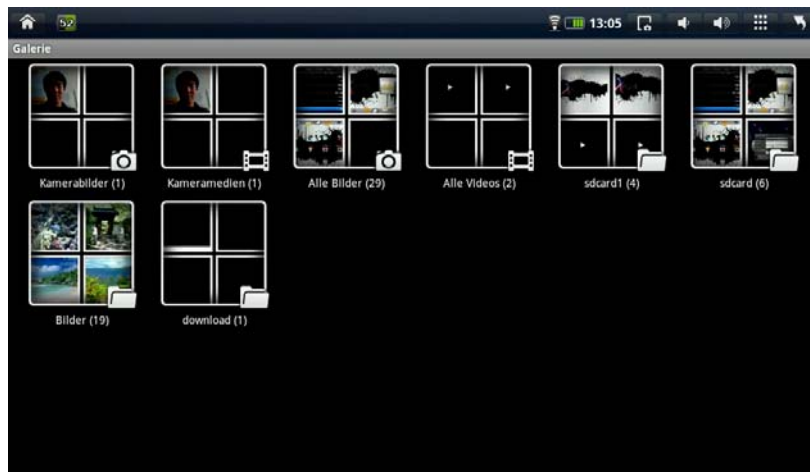 52
13:05
Galerie
Kamerabilder (1)
Kameramedien (1)
Alle Bilder (29)
Alle Videos (2)
sdcard1 (4)
sdcard (6)
Bilder (19)
download (1)